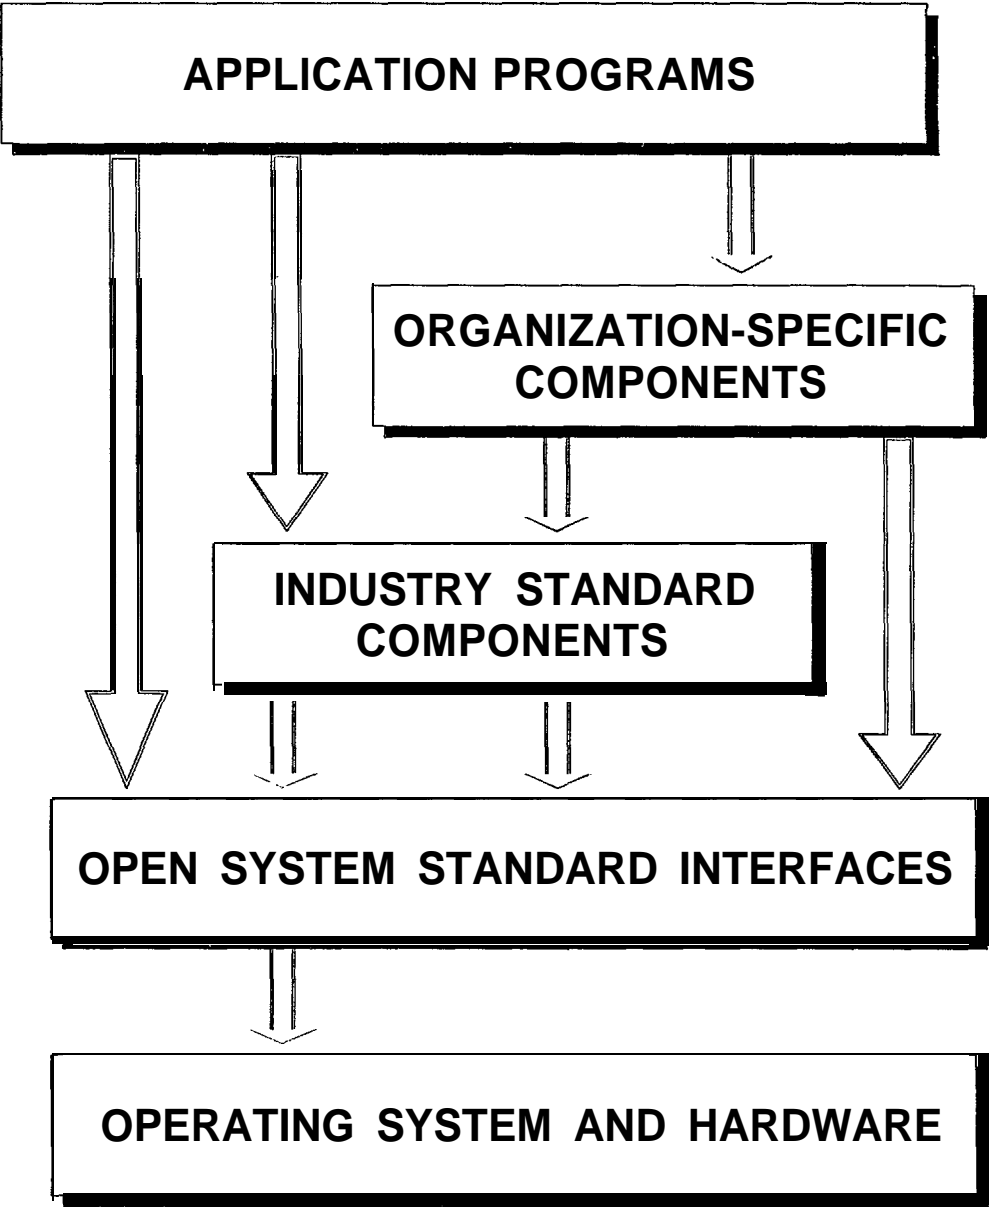 APPLICATION PROGRAMS
ORGANIZATION-SPECIFIC
COMPONENTS
INDUSTRY STANDARD
COMPONENTS
OPEN SYSTEM STANDARD INTERFACES
OPERATING SYSTEM AND HARDWARE